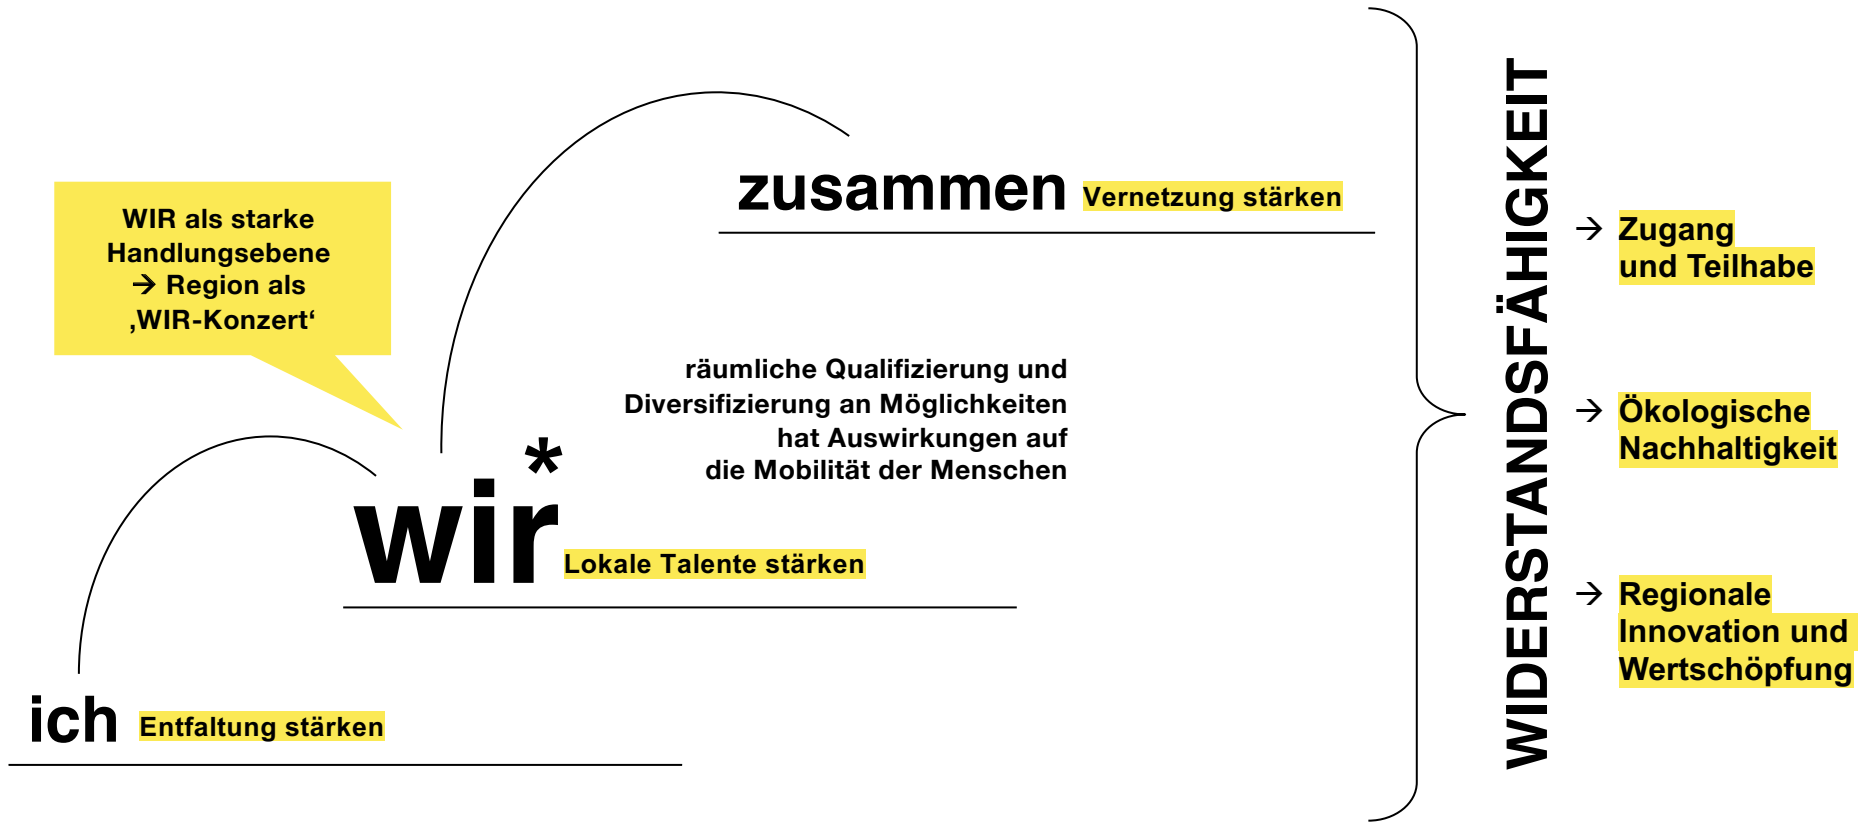 zusammen Vernetzung stärken
WIR als starke
Handlungsebene
→ Region als
‚WIR-Konzert‘
räumliche Qualifizierung und
Diversifizierung an Möglichkeiten
hat Auswirkungen auf
die Mobilität der Menschen
wir* Lokale Talente stärken
ich Entfaltung stärken
WIDERSTANDSFÄHIGKEIT
→ Zugang
und Teilhabe
→ Ökologische
Nachhaltigkeit
→ Regionale
Innovation und
Wertschöpfung